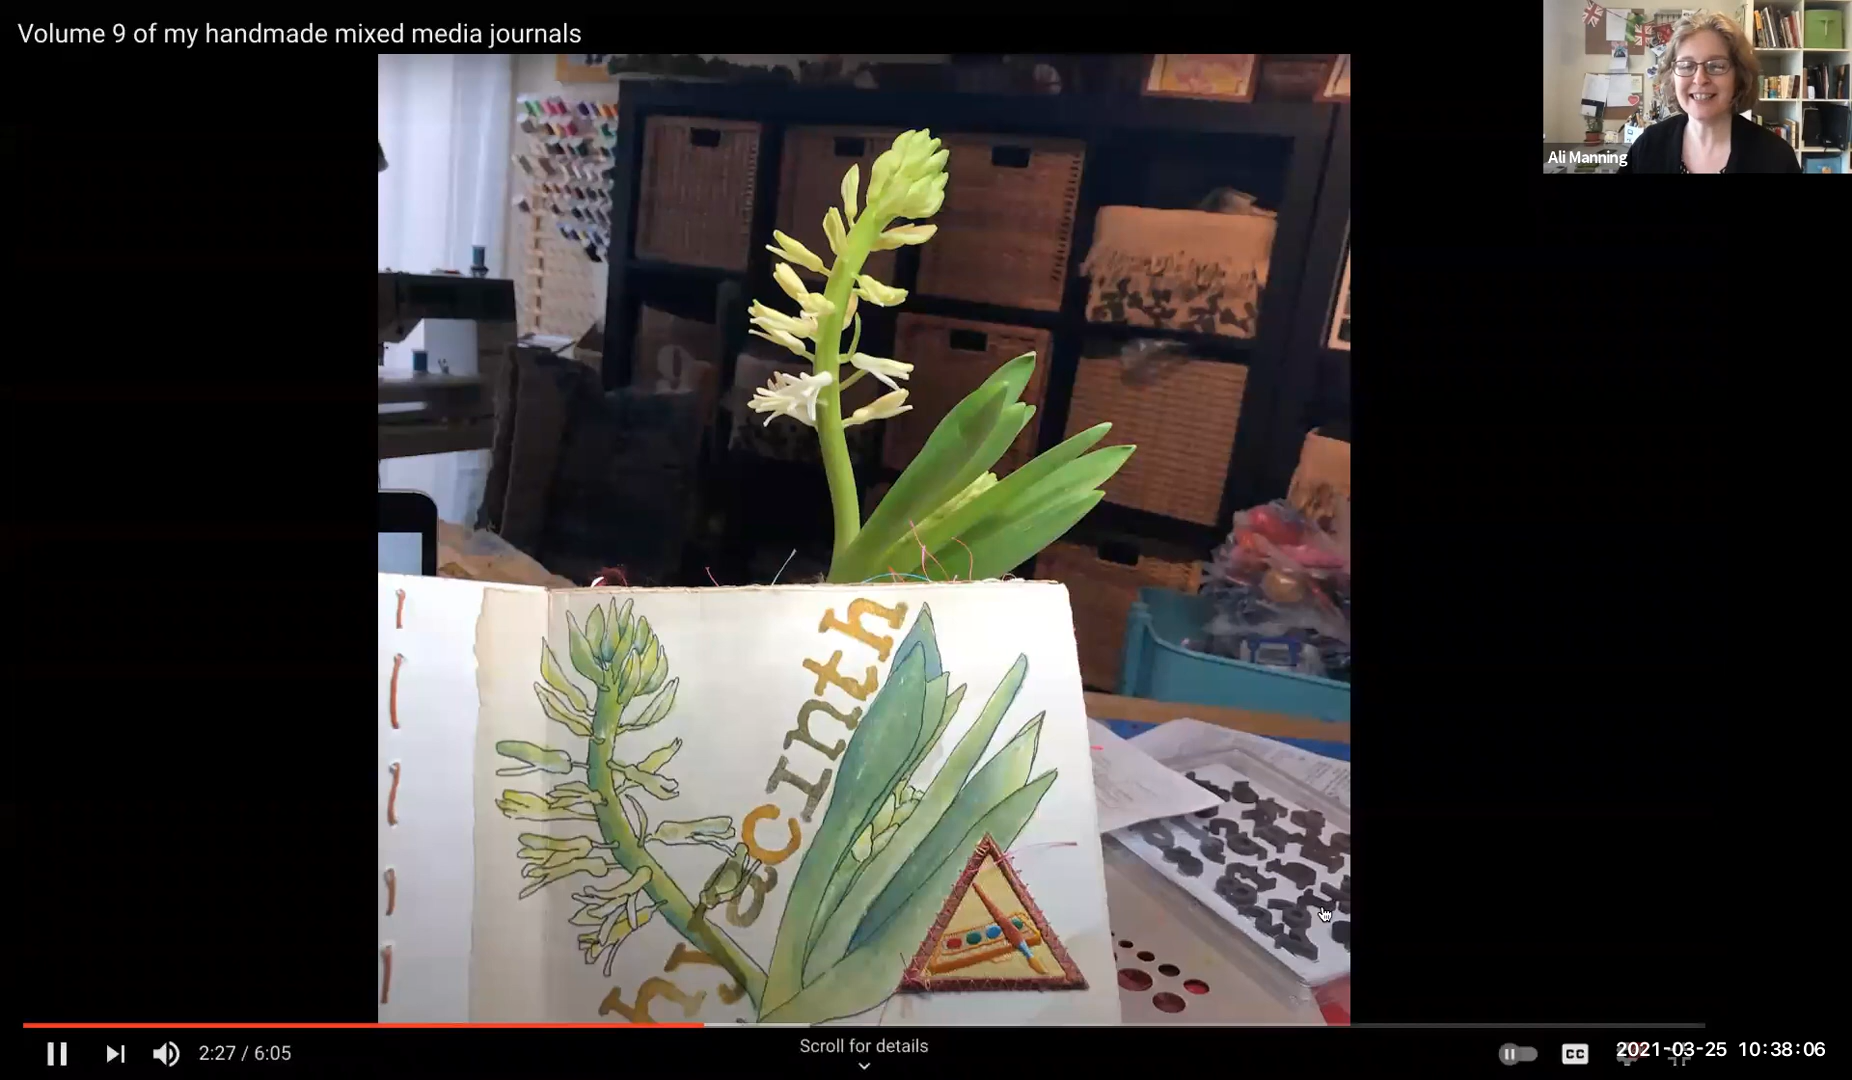 Volume 9 of my handmade mixed media journals
Ali Manning
hyacinth
2:27 / 6:05
Scroll for details
CC
2021-03-25 10:38:06